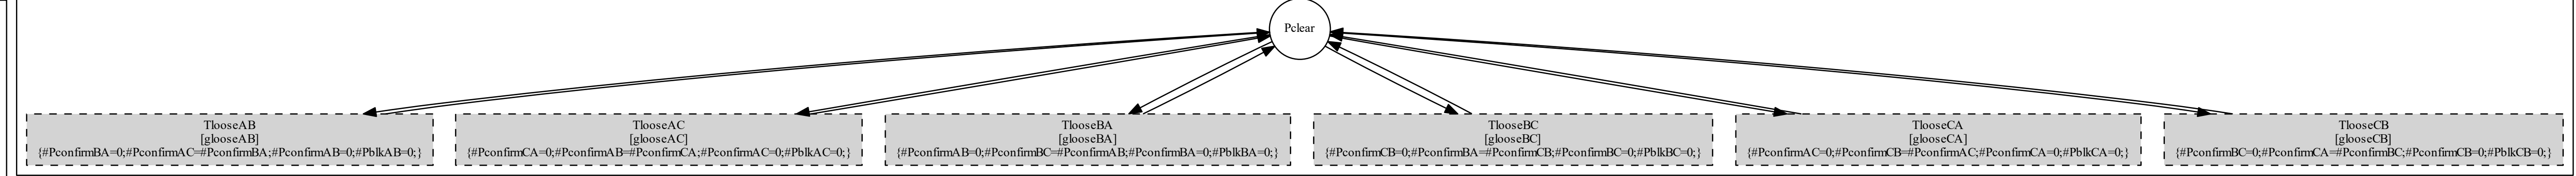 Pclear
TlooseAB
[glooseAB]
{#PconfirmBA=0;#PconfirmAC=#PconfirmBA;#PconfirmAB=0;#PblkAB=0;}
TlooseAC
[glooseAC]
{#PconfirmCA=0;#PconfirmAB=#PconfirmCA;#PconfirmAC=0;#PblkAC=0;}
TlooseBA
[glooseBA]
{#PconfirmAB=0;#PconfirmBC=#PconfirmAB;#PconfirmBA=0;#PblkBA=0;}
TlooseBC
[glooseBC]
{#PconfirmCB=0;#PconfirmBA=#PconfirmCB;#PconfirmBC=0;#PblkBC=0;}
TlooseCA
[glooseCA]
{#PconfirmAC=0;#PconfirmCB=#PconfirmAC;#PconfirmCA=0;#PblkCA=0;}
TlooseCB
[glooseCB]
{#PconfirmBC=0;#PconfirmCA=#PconfirmBC;#PconfirmCB=0;#PblkCB=0;}